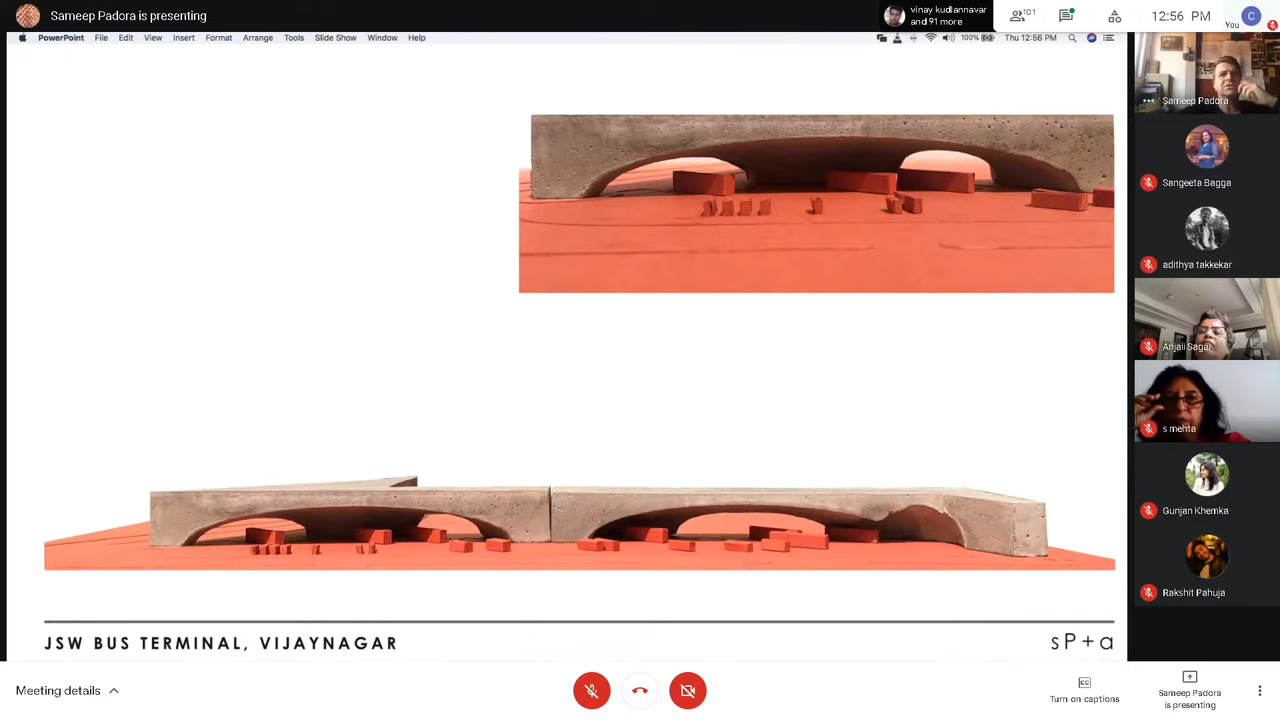 Sameep Padora is presenting
vinay kudlannavar
and 91 more
101
12:56 PM
You
C
PowerPoint File Edit View Insert Format Arrange Tools Slide Show Window Help
100% Thu 12:56 PM
Sameep Padora
Sangeeta Bagga
adithya takkekar
Anjali Sagar
s mehta
Gunjan Khemka
Rakshit Pahuja
JSW BUS TERMINAL, VIJAYNAGAR
sP+a
Meeting details
Turn on captions
Sameep Padora
is presenting